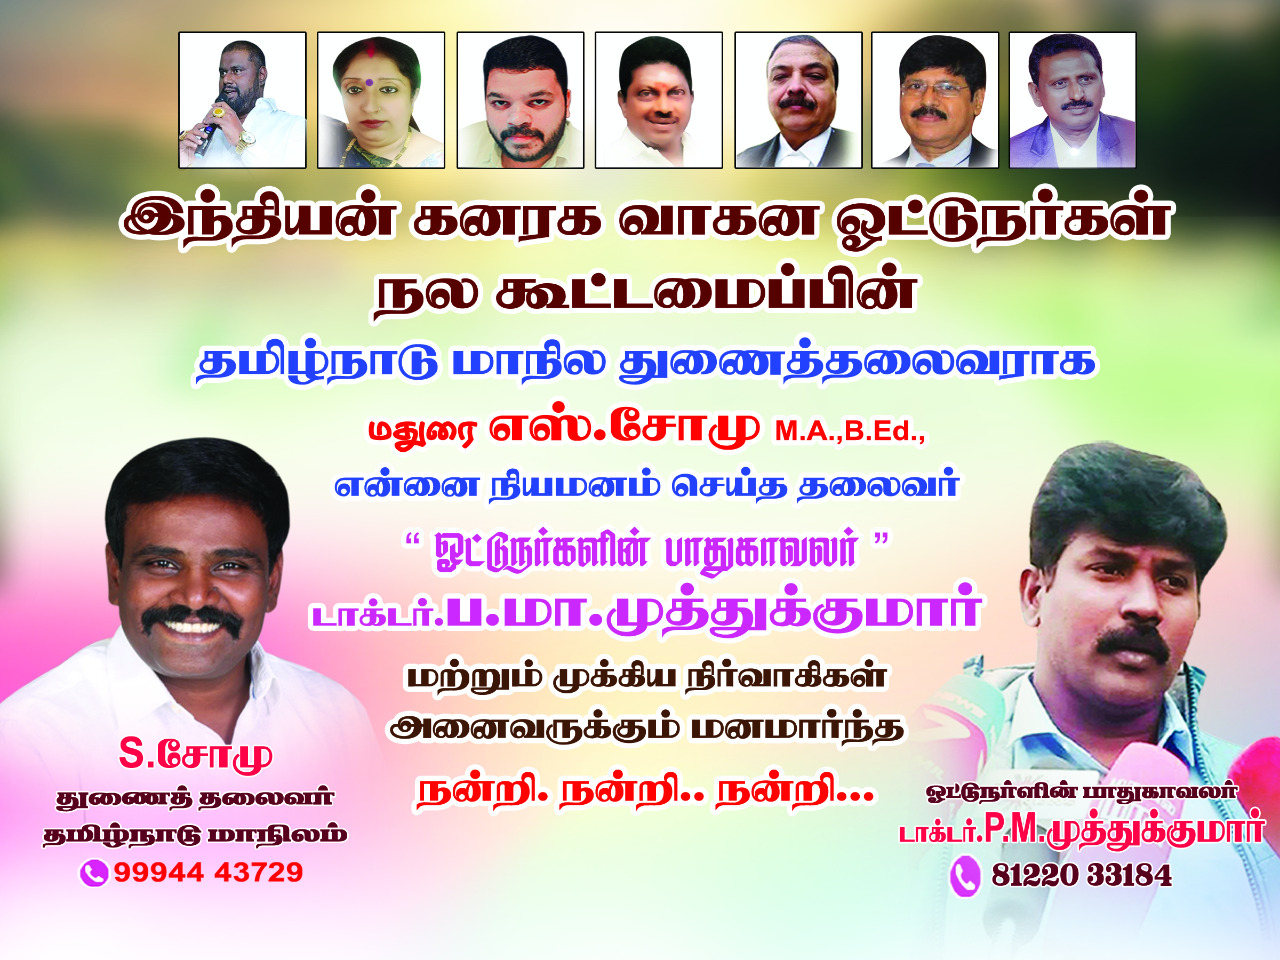 இந்தியன் கனரக வாகன ஓட்டுநர்கள்
நல கூட்டமைப்பின்
தமிழ்நாடு மாநில துணைத்தலைவராக
மதுரை எஸ்.சோமு M.A.,B.Ed.,
என்னை நியமனம் செய்த தலைவர்
“ ஓட்டுநர்களின் பாதுகாவலர் ”
டாக்டர்.ப.மா.முத்துக்குமார்
மற்றும் முக்கிய நிர்வாகிகள்
அனைவருக்கும் மனமார்ந்த
நன்றி. நன்றி.. நன்றி...
S.சோமு
துணைத் தலைவர்
தமிழ்நாடு மாநிலம்
99944 43729
ஓட்டுநர்ளின் பாதுகாவலர்
டாக்டர்.P.M.முத்துக்குமார்
81220 33184